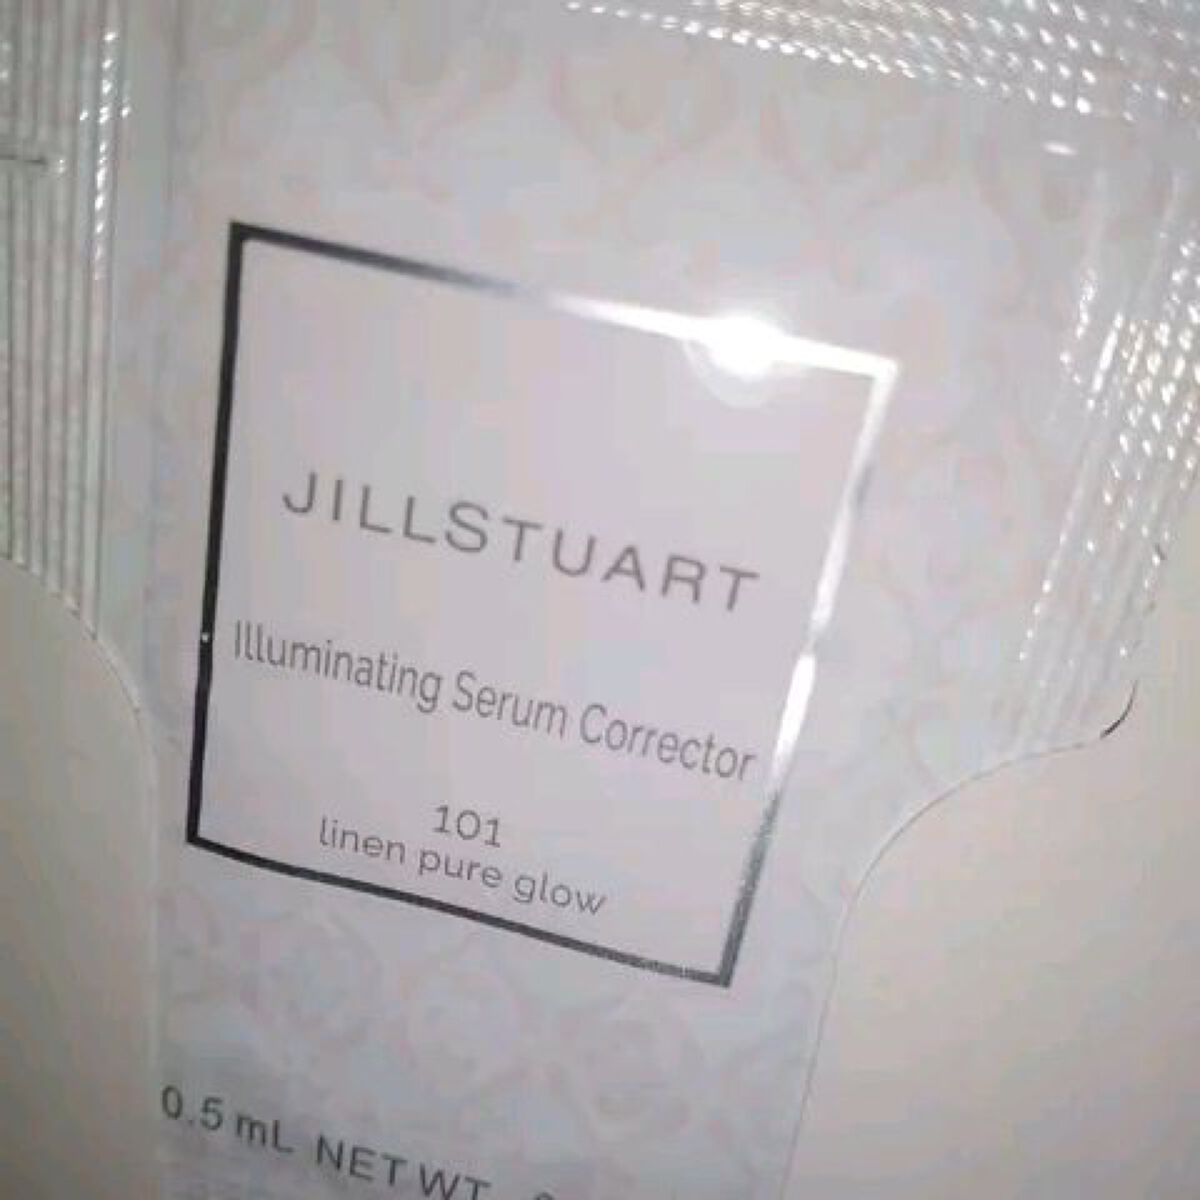 JILLSTUART
Illuminating Serum Corrector
101
linen pure glow
0.5 mL NET WT.